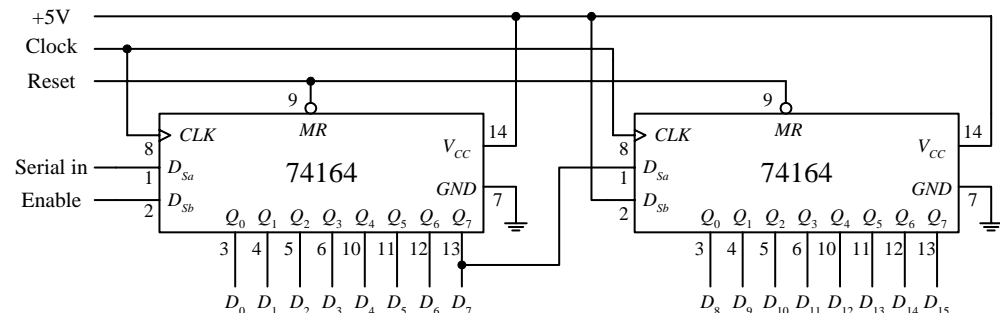 +5V
Clock
Reset
9 9
CLK MR V_CC 14 CLK MR V_CC 14
8 8
Serial in D_Sa 74164 D_Sa 74164
1 GND 1 GND
Enable D_Sb 7 D_Sb 7
2 2
Q_0 Q_1 Q_2 Q_3 Q_4 Q_5 Q_6 Q_7 Q_0 Q_1 Q_2 Q_3 Q_4 Q_5 Q_6 Q_7
3 4 5 6 10 11 12 13 3 4 5 6 10 11 12 13
D_0 D_1 D_2 D_3 D_4 D_5 D_6 D_7 D_8 D_9 D_10 D_11 D_12 D_13 D_14 D_15